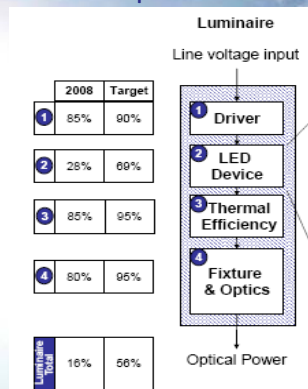 Luminaire
Line voltage input
2008 Target
1 85% 90%
2 28% 69%
3 85% 95%
4 80% 95%
Luminaire Total 16% 56%
1 Driver
2 LED
Device
3 Thermal
Efficiency
4 Fixture
& Optics
Optical Power